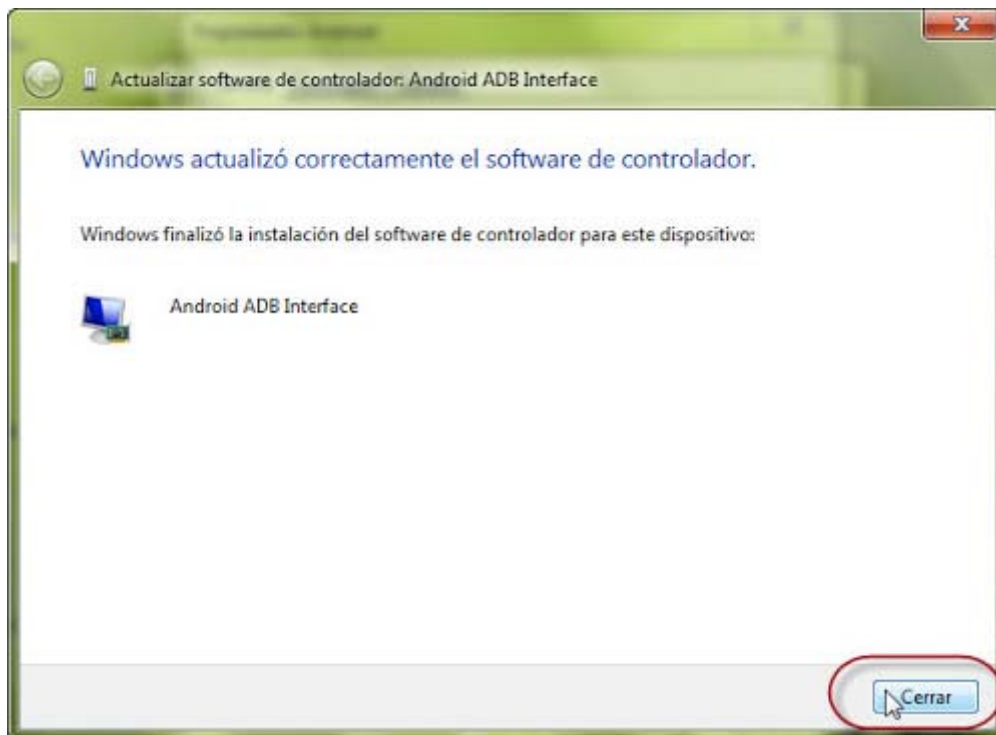 Actualizar software de controlador: Android ADB Interface
Windows actualizó correctamente el software de controlador.
Windows finalizó la instalación del software de controlador para este dispositivo:
Android ADB Interface
Cerrar